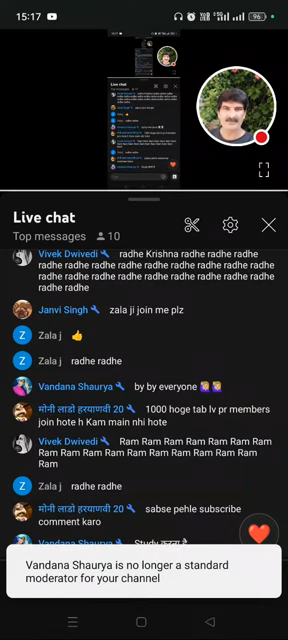 15:17
96
Live chat
Top messages 10
Vivek Dwivedi radhe Krishna radhe radhe radhe
radhe radhe radhe radhe radhe radhe radhe radhe
radhe radhe radhe radhe radhe radhe radhe radhe
radhe radhe
Janvi Singh zala ji join me plz
Z Zala j 👍
Z Zala j radhe radhe
Vandana Shaurya by by everyone 🙋‍♀️🙋‍♀️
मोनी लाडो हरयाणवी 20 1000 hoge tab lv pr members
join hote h Kam main nhi hote
Vivek Dwivedi Ram Ram Ram Ram Ram Ram Ram
Ram Ram Ram Ram Ram Ram Ram Ram Ram Ram
Ram
Z Zala j radhe radhe
मोनी लाडो हरयाणवी 20 sabse pehle subscribe
comment karo
Vandana Shaurya Study करना है
Vandana Shaurya is no longer a standard
moderator for your channel